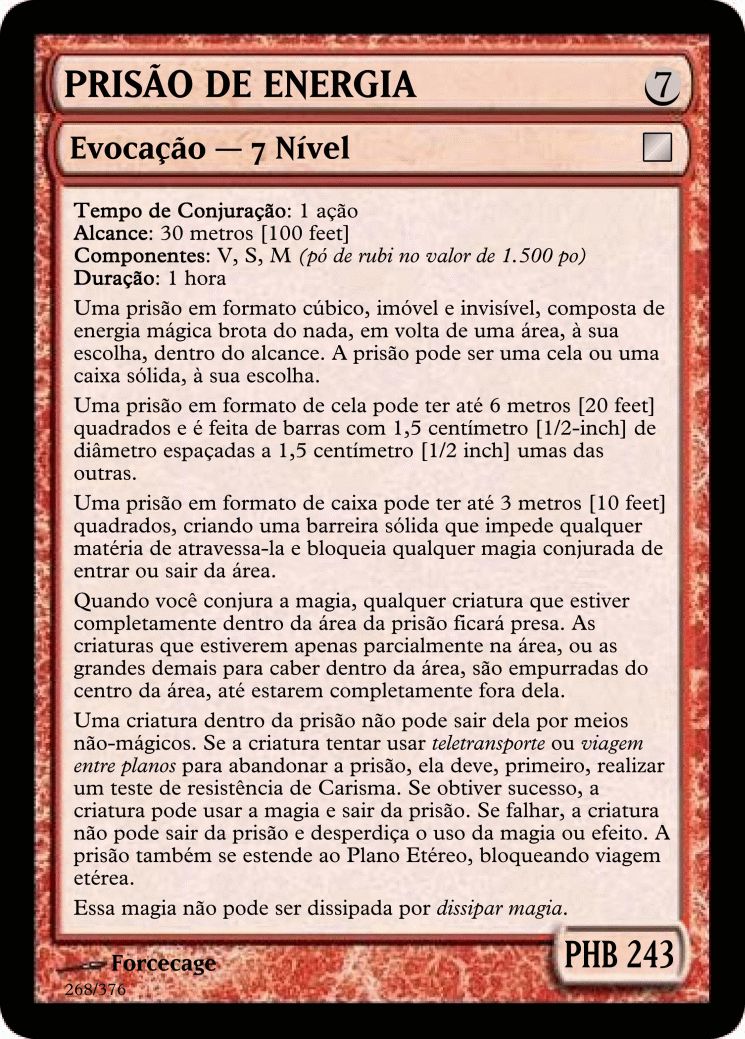 PRISÃO DE ENERGIA
7
Evocação — 7 Nível
Tempo de Conjuração: 1 ação
Alcance: 30 metros [100 feet]
Componentes: V, S, M (pó de rubi no valor de 1.500 po)
Duração: 1 hora
Uma prisão em formato cúbico, imóvel e invisível, composta de
energia mágica brota do nada, em volta de uma área, à sua
escolha, dentro do alcance. A prisão pode ser uma cela ou uma
caixa sólida, à sua escolha.
Uma prisão em formato de cela pode ter até 6 metros [20 feet]
quadrados e é feita de barras com 1,5 centímetro [1/2-inch] de
diâmetro espaçadas a 1,5 centímetro [1/2 inch] umas das
outras.
Uma prisão em formato de caixa pode ter até 3 metros [10 feet]
quadrados, criando uma barreira sólida que impede qualquer
matéria de atravessa-la e bloqueia qualquer magia conjurada de
entrar ou sair da área.
Quando você conjura a magia, qualquer criatura que estiver
completamente dentro da área da prisão ficará presa. As
criaturas que estiverem apenas parcialmente na área, ou as
grandes demais para caber dentro da área, são empurradas do
centro da área, até estarem completamente fora dela.
Uma criatura dentro da prisão não pode sair dela por meios
não-mágicos. Se a criatura tentar usar teletransporte ou viagem
entre planos para abandonar a prisão, ela deve, primeiro, realizar
um teste de resistência de Carisma. Se obtiver sucesso, a
criatura pode usar a magia e sair da prisão. Se falhar, a criatura
não pode sair da prisão e desperdiça o uso da magia ou efeito. A
prisão também se estende ao Plano Etéreo, bloqueando viagem
etérea.
Essa magia não pode ser dissipada por dissipar magia.
PHB 243
Forcecage
268/376